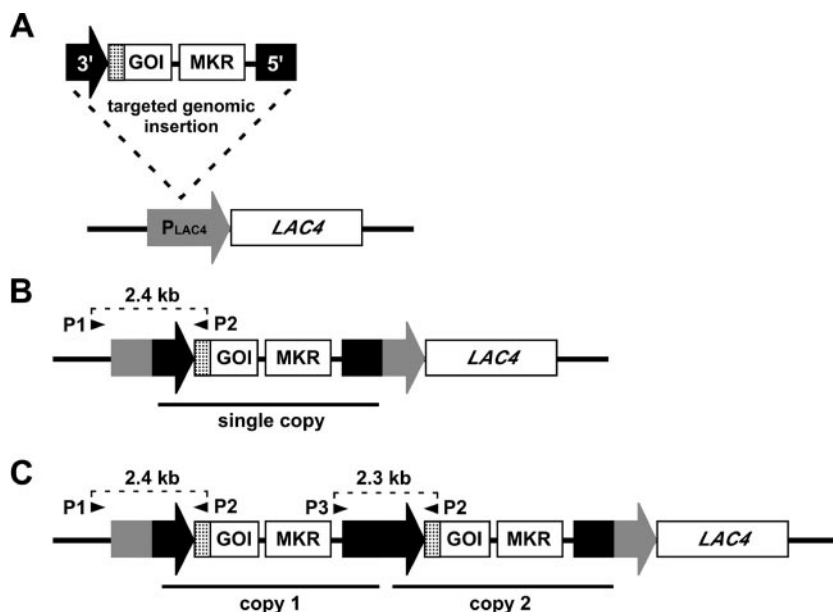 A
3' GOI MKR 5'
targeted genomic
insertion
PLAC4 LAC4
B
2.4 kb
P1 P2
GOI MKR LAC4
single copy
C
2.4 kb 2.3 kb
P1 P2 P3 P2
GOI MKR GOI MKR LAC4
copy 1 copy 2